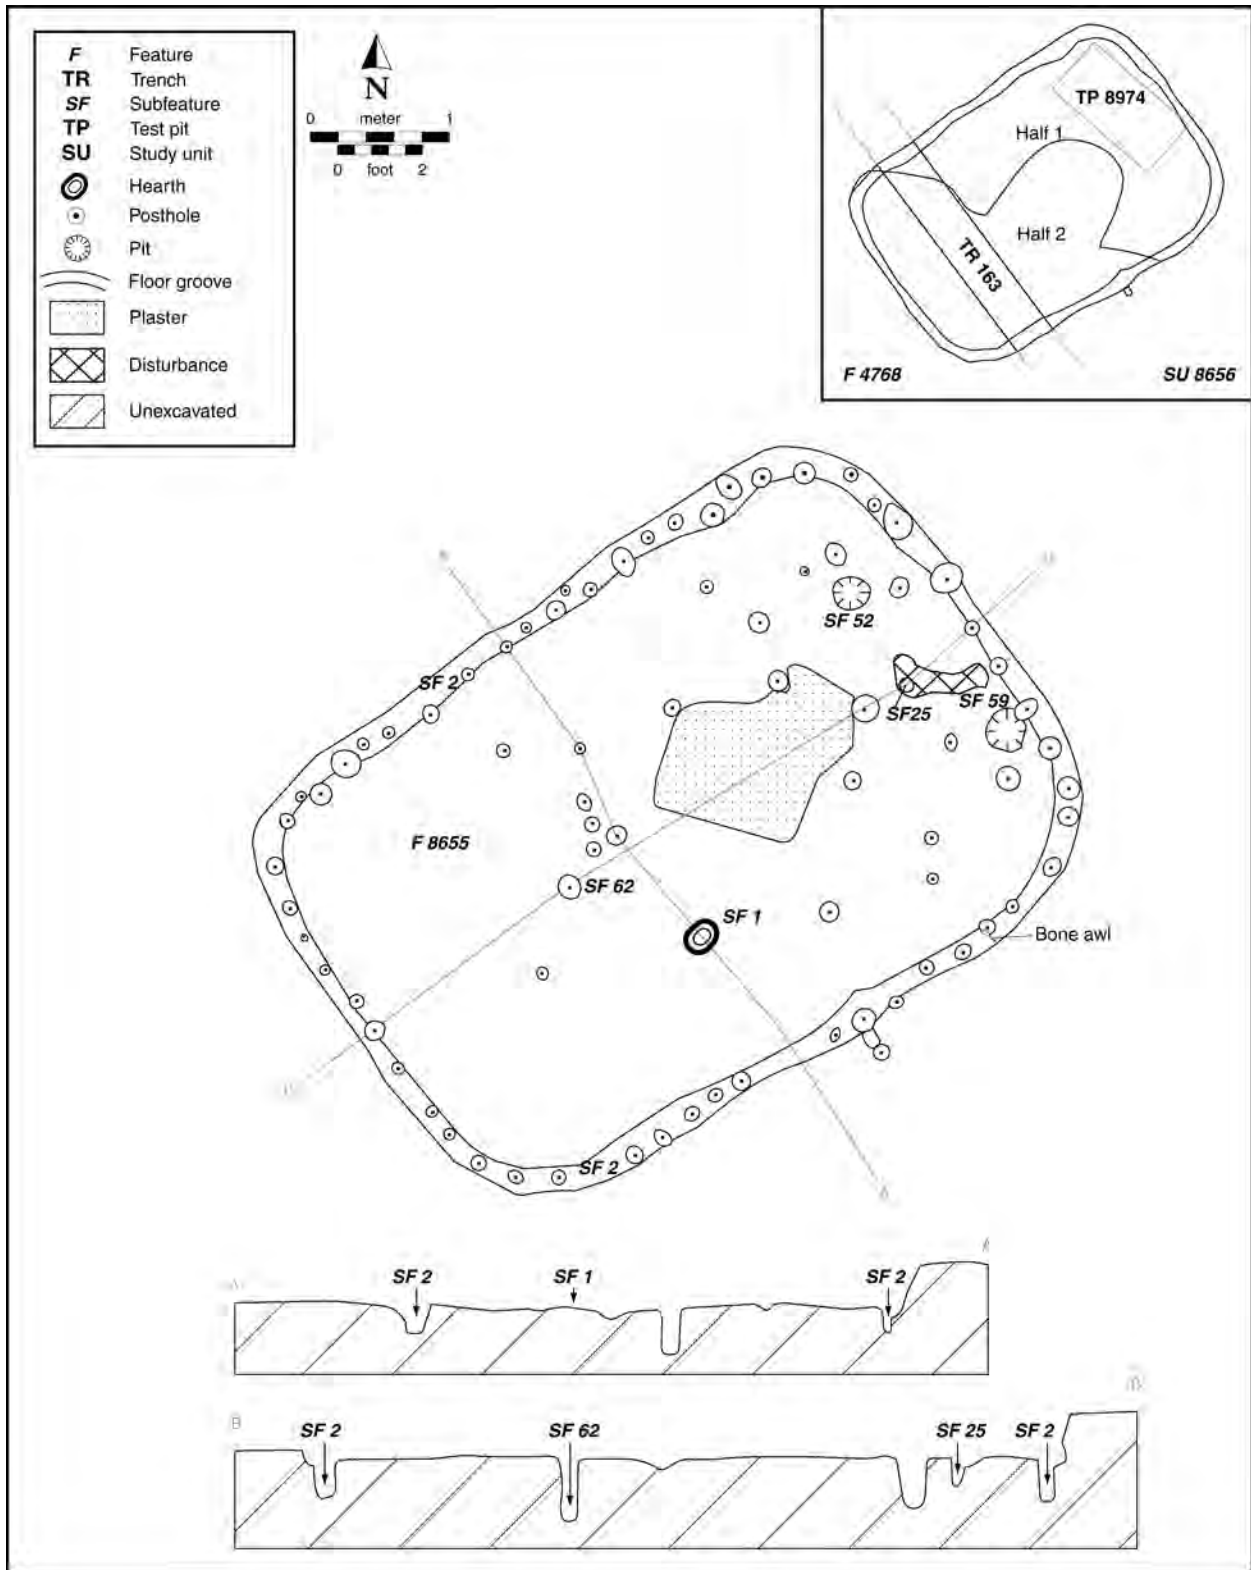 F Feature
TR Trench
SF Subfeature
TP Test pit
SU Study unit
Hearth
Posthole
Pit
Floor groove
Plaster
Disturbance
Unexcavated
N
0 meter 1
0 foot 2
TP 8974
Half 1
Half 2
TR 163
F 4768 SU 8656
SF 52
SF 2
SF25
SF 59
F 8655
SF 62
SF 1
Bone awl
SF 2
SF 2 SF 1 SF 2
B
SF 2 SF 62 SF 25 SF 2